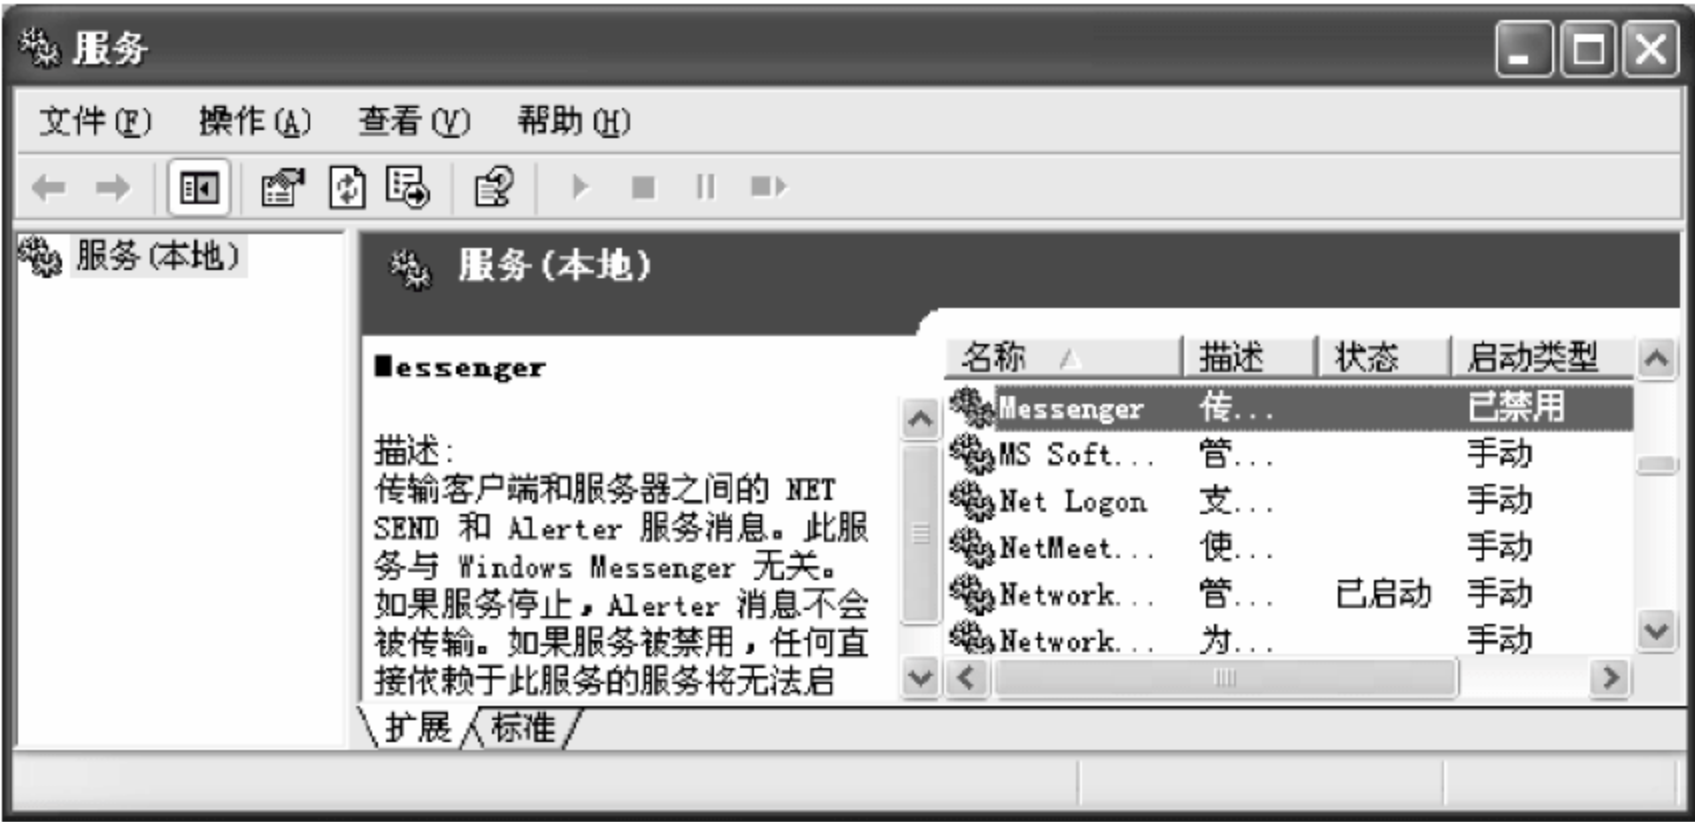 服务
文件(F) 操作(A) 查看(V) 帮助(H)
服务(本地)
服务(本地)
Messenger
描述:
传输客户端和服务器之间的 NET
SEND 和 Alerter 服务消息。此服
务与 Windows Messenger 无关。
如果服务停止，Alerter 消息不会
被传输。如果服务被禁用，任何直
接依赖于此服务的服务将无法启
名称 描述 状态 启动类型
Messenger 传... 已禁用
MS Soft... 管... 手动
Net Logon 支... 手动
NetMeet... 使... 手动
Network... 管... 已启动 手动
Network... 为... 手动
扩展 标准